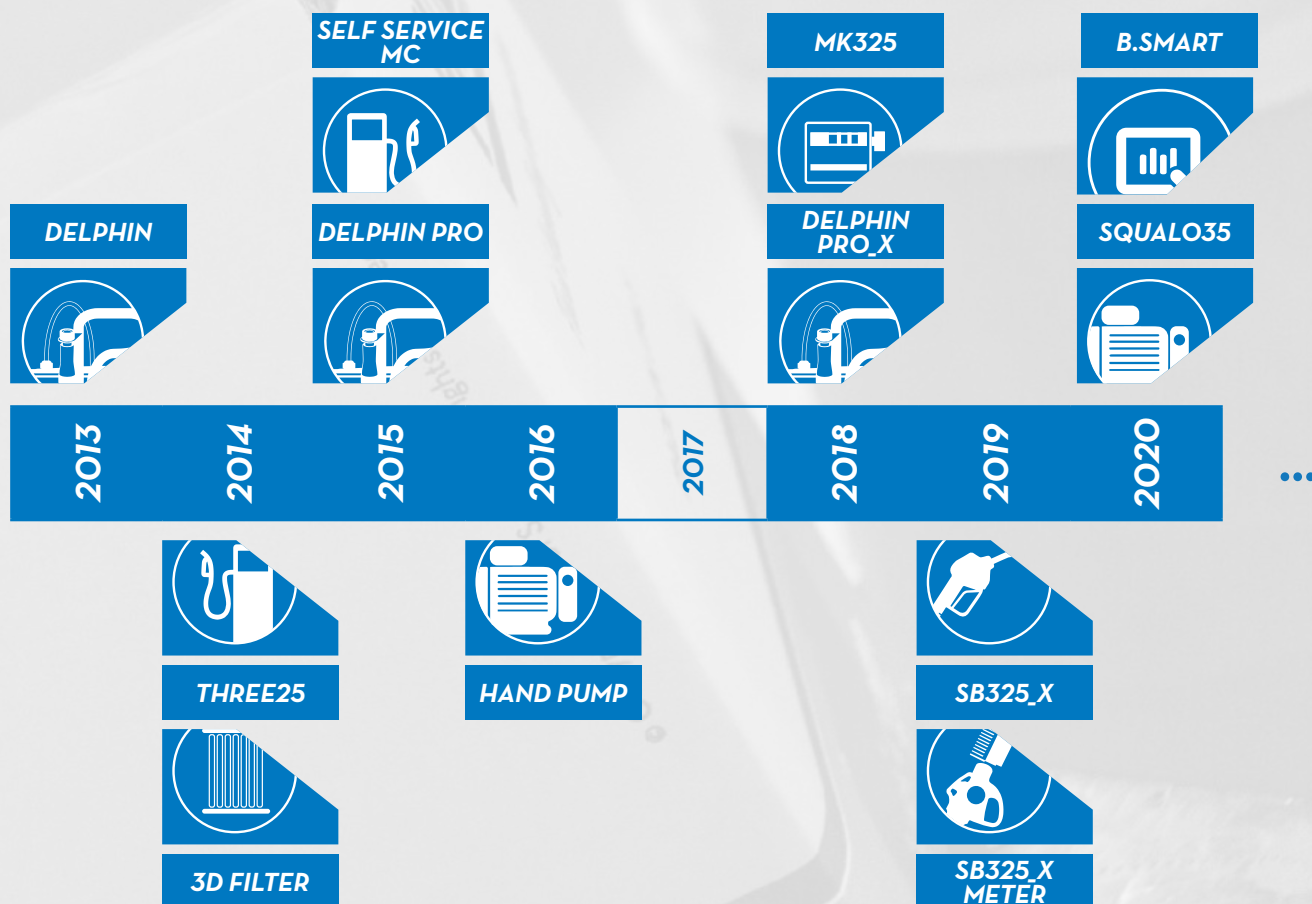 SELF SERVICE
MC
MK325
B.SMART
DELPHIN
DELPHIN PRO
DELPHIN
PRO_X
SQUALO35
2013
2014
2015
2016
2017
2018
2019
2020
...
THREE25
HAND PUMP
SB325_X
3D FILTER
SB325_X
METER